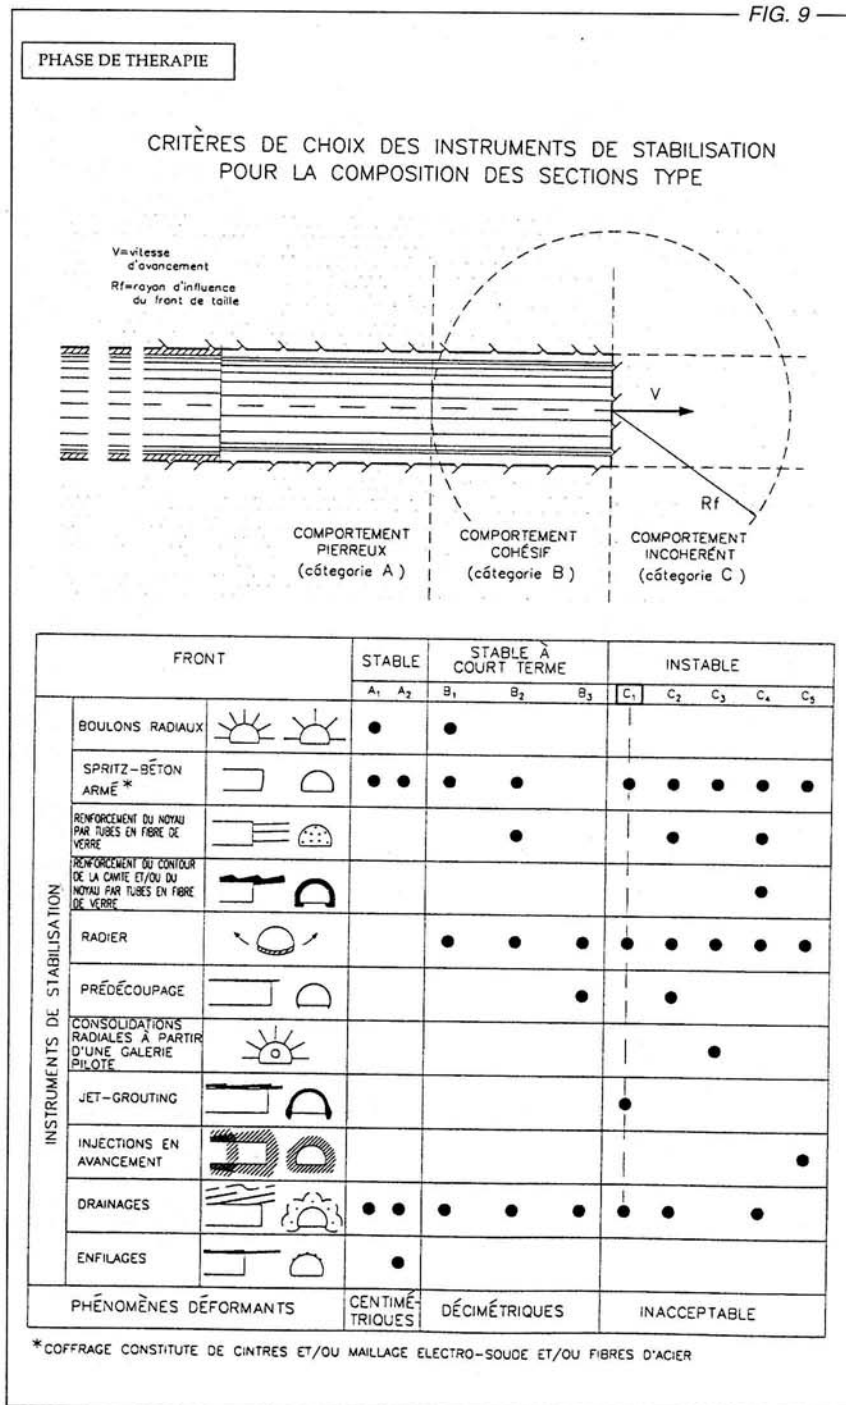 FIG. 9
PHASE DE THERAPIE
CRITÈRES DE CHOIX DES INSTRUMENTS DE STABILISATION
POUR LA COMPOSITION DES SECTIONS TYPE
V=vitesse
d'avancement
Rf=rayon d'influence
du front de taille
V
Rf
COMPORTEMENT
PIERREUX
(cátegorie A )
COMPORTEMENT
COHÉSIF
(cátegorie B )
COMPORTEMENT
INCOHERÉNT
(cátegorie C )
FRONT
STABLE
STABLE À
COURT TERME
INSTABLE
A₁ A₂ B₁ B₂ B₃ C₁ C₂ C₃ C₄ C₅
INSTRUMENTS DE STABILISATION
BOULONS RADIAUX
SPRITZ-BÉTON
ARMÉ *
RENFORCEMENT DU NOYAU
PAR TUBES EN FIBRE DE
VERRE
RENFORCEMENT DU CONTOUR
DE LA CAVITE ET/OU DU
NOYAU PAR TUBES EN FIBRE
DE VERRE
RADIER
PRÉDÉCOUPAGE
CONSOLIDATIONS
RADIALES À PARTIR
D'UNE GALERIE
PILOTE
JET-GROUTING
INJECTIONS EN
AVANCEMENT
DRAINAGES
ENFILAGES
PHÉNOMÈNES DÉFORMANTS
CENTIMÉ-
TRIQUES
DÉCIMÉTRIQUES
INACCEPTABLE
*COFFRAGE CONSTITUTE DE CINTRES ET/OU MAILLAGE ELECTRO-SOUDE ET/OU FIBRES D'ACIER